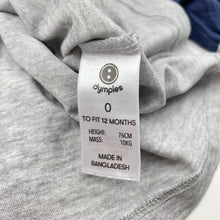 dymples
0
TO FIT 12 MONTHS
HEIGHT: 76CM
MASS: 10KG
MADE IN
BANGLADESH